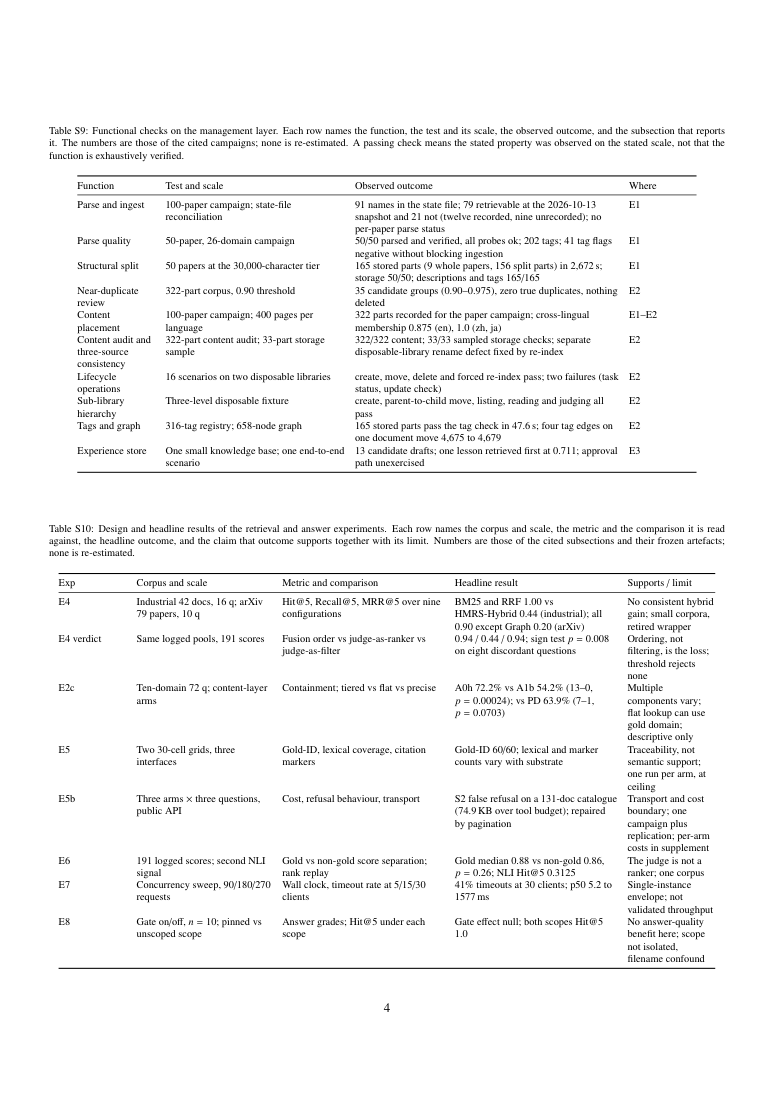 Table S9: Functional checks on the management layer. Each row names the function, the test and its scale, the observed outcome, and the subsection that reports
it. The numbers are those of the cited campaigns; none is re-estimated. A passing check means the stated property was observed on the stated scale, not that the
function is exhaustively verified.
Function Test and scale Observed outcome Where
Parse and ingest 100-paper campaign; state-file 91 names in the state file; 79 retrievable at the 2026-10-13 E1
reconciliation snapshot and 21 not (twelve recorded, nine unrecorded); no
per-paper parse status
Parse quality 50-paper, 26-domain campaign 50/50 parsed and verified, all probes ok; 202 tags; 41 tag flags E1
negative without blocking ingestion
Structural split 50 papers at the 30,000-character tier 165 stored parts (9 whole papers, 156 split parts) in 2,672 s; E1
storage 50/50; descriptions and tags 165/165
Near-duplicate 322-part corpus, 0.90 threshold 35 candidate groups (0.90–0.975), zero true duplicates, nothing E2
review deleted
Content 100-paper campaign; 400 pages per 322 parts recorded for the paper campaign; cross-lingual E1–E2
placement language membership 0.875 (en), 1.0 (zh, ja)
Content audit and 322-part content audit; 33-part storage 322/322 content; 33/33 sampled storage checks; separate E2
three-source sample disposable-library rename defect fixed by re-index
consistency
Lifecycle 16 scenarios on two disposable libraries create, move, delete and forced re-index pass; two failures (task E2
operations status, update check)
Sub-library Three-level disposable fixture create, parent-to-child move, listing, reading and judging all E2
hierarchy pass
Tags and graph 316-tag registry; 658-node graph 165 stored parts pass the tag check in 47.6 s; four tag edges on E2
one document move 4,675 to 4,679
Experience store One small knowledge base; one end-to-end 13 candidate drafts; one lesson retrieved first at 0.711; approval E3
scenario path unexercised
Table S10: Design and headline results of the retrieval and answer experiments. Each row names the corpus and scale, the metric and the comparison it is read
against, the headline outcome, and the claim that outcome supports together with its limit. Numbers are those of the cited subsections and their frozen artefacts;
none is re-estimated.
Exp Corpus and scale Metric and comparison Headline result Supports / limit
E4 Industrial 42 docs, 16 q; arXiv Hit@5, Recall@5, MRR@5 over nine BM25 and RRF 1.00 vs No consistent hybrid
79 papers, 10 q configurations HMRS-Hybrid 0.44 (industrial); all gain; small corpora,
0.90 except Graph 0.20 (arXiv) retired wrapper
E4 verdict Same logged pools, 191 scores Fusion order vs judge-as-ranker vs 0.94 / 0.44 / 0.94; sign test p = 0.008 Ordering, not
judge-as-filter on eight discordant questions filtering, is the loss;
threshold rejects
none
E2c Ten-domain 72 q; content-layer Containment; tiered vs flat vs precise A0h 72.2% vs A1b 54.2% (13–0, Multiple
arms p = 0.00024); vs PD 63.9% (7–1, components vary;
p = 0.0703) flat lookup can use
gold domain;
descriptive only
E5 Two 30-cell grids, three Gold-ID, lexical coverage, citation Gold-ID 60/60; lexical and marker Traceability, not
interfaces markers counts vary with substrate semantic support;
one run per arm, at
ceiling
E5b Three arms × three questions, Cost, refusal behaviour, transport S2 false refusal on a 131-doc catalogue Transport and cost
public API (74.9 KB over tool budget); repaired boundary; one
by pagination campaign plus
replication; per-arm
costs in supplement
E6 191 logged scores; second NLI Gold vs non-gold score separation; Gold median 0.88 vs non-gold 0.86, The judge is not a
signal rank replay p = 0.26; NLI Hit@5 0.3125 ranker; one corpus
E7 Concurrency sweep, 90/180/270 Wall clock, timeout rate at 5/15/30 41% timeouts at 30 clients; p50 5.2 to Single-instance
requests clients 1577 ms envelope; not
validated throughput
E8 Gate on/off, n = 10; pinned vs Answer grades; Hit@5 under each Gate effect null; both scopes Hit@5 No answer-quality
unscoped scope scope 1.0 benefit here; scope
not isolated,
filename confound
4